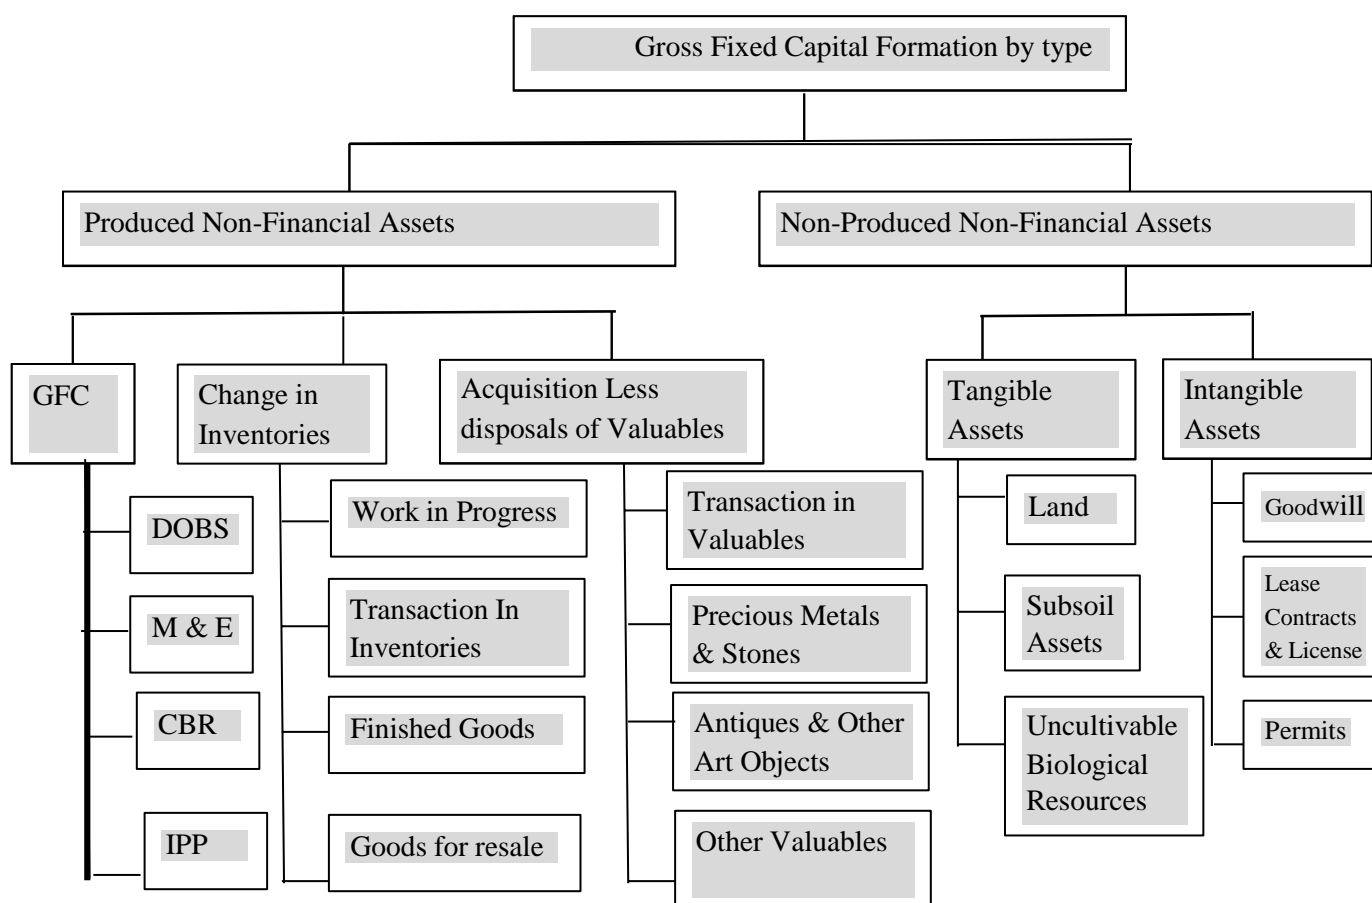 Gross Fixed Capital Formation by type
Produced Non-Financial Assets
Non-Produced Non-Financial Assets
GFC
Change in
Inventories
Acquisition Less
disposals of Valuables
Tangible
Assets
Intangible
Assets
DOBS
M & E
CBR
IPP
Work in Progress
Transaction In
Inventories
Finished Goods
Goods for resale
Transaction in
Valuables
Precious Metals
& Stones
Antiques & Other
Art Objects
Other Valuables
Land
Subsoil
Assets
Uncultivable
Biological
Resources
Goodwill
Lease
Contracts
& License
Permits